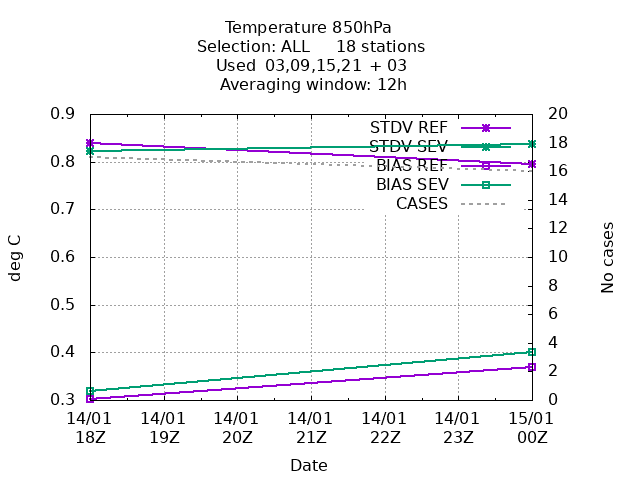 Temperature 850hPa
Selection: ALL 18 stations
Used 03,09,15,21 + 03
Averaging window: 12h
0.9
0.8
0.7
0.6
0.5
0.4
0.3
deg C
STDV REF
STDV SEV
BIAS REF
BIAS SEV
CASES
20
18
16
14
12
10
8
6
4
2
0
No cases
14/01 14/01 14/01 14/01 14/01 14/01 15/01
18Z 19Z 20Z 21Z 22Z 23Z 00Z
Date